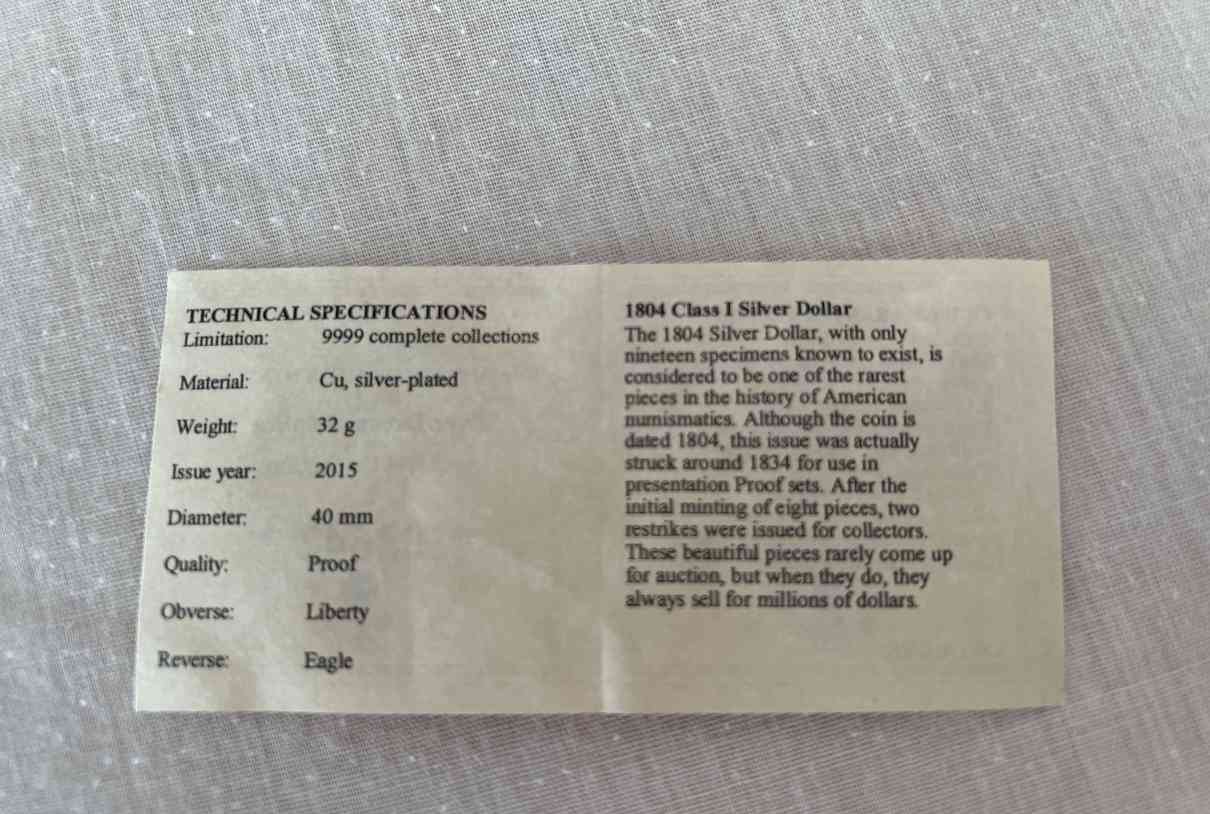 TECHNICAL SPECIFICATIONS
Limitation: 9999 complete collections
Material: Cu, silver-plated
Weight: 32 g
Issue year: 2015
Diameter: 40 mm
Quality: Proof
Obverse: Liberty
Reverse: Eagle
1804 Class I Silver Dollar
The 1804 Silver Dollar, with only
nineteen specimens known to exist, is
considered to be one of the rarest
pieces in the history of American
numismatics. Although the coin is
dated 1804, this issue was actually
struck around 1834 for use in
presentation Proof sets. After the
initial minting of eight pieces, two
restrikes were issued for collectors.
These beautiful pieces rarely come up
for auction, but when they do, they
always sell for millions of dollars.